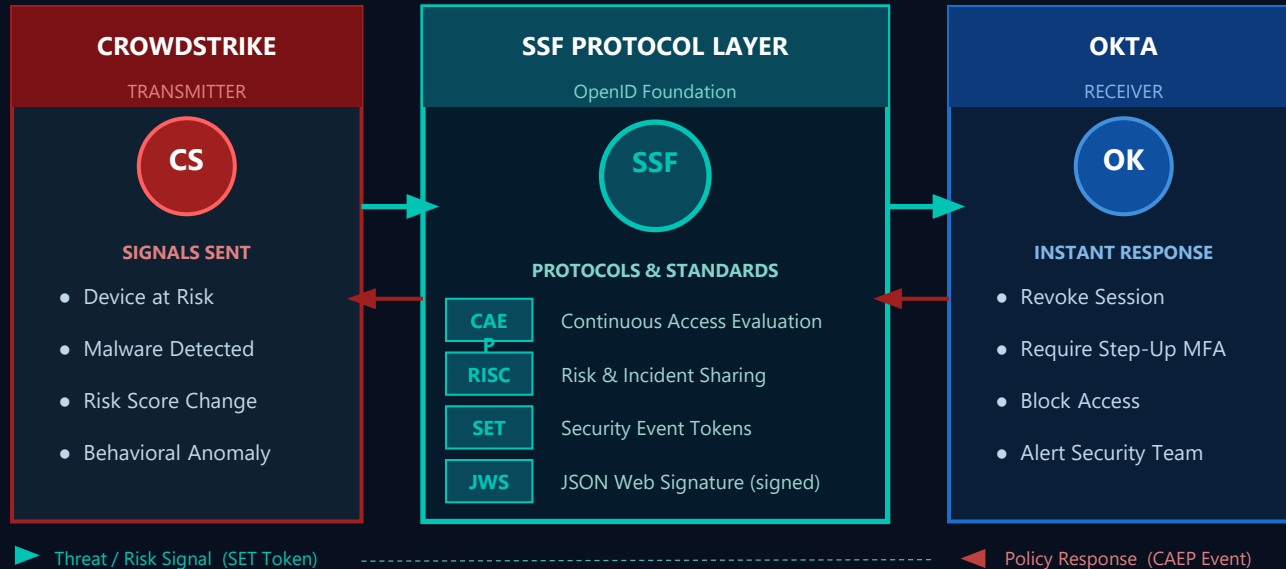 CROWDSTRIKE
TRANSMITTER
CS
SIGNALS SENT
● Device at Risk
● Malware Detected
● Risk Score Change
● Behavioral Anomaly
SSF PROTOCOL LAYER
OpenID Foundation
SSF
PROTOCOLS & STANDARDS
CAE
P
Continuous Access Evaluation
RISC Risk & Incident Sharing
SET Security Event Tokens
JWS JSON Web Signature (signed)
OKTA
RECEIVER
OK
INSTANT RESPONSE
● Revoke Session
● Require Step-Up MFA
● Block Access
● Alert Security Team
Threat / Risk Signal (SET Token)
Policy Response (CAEP Event)